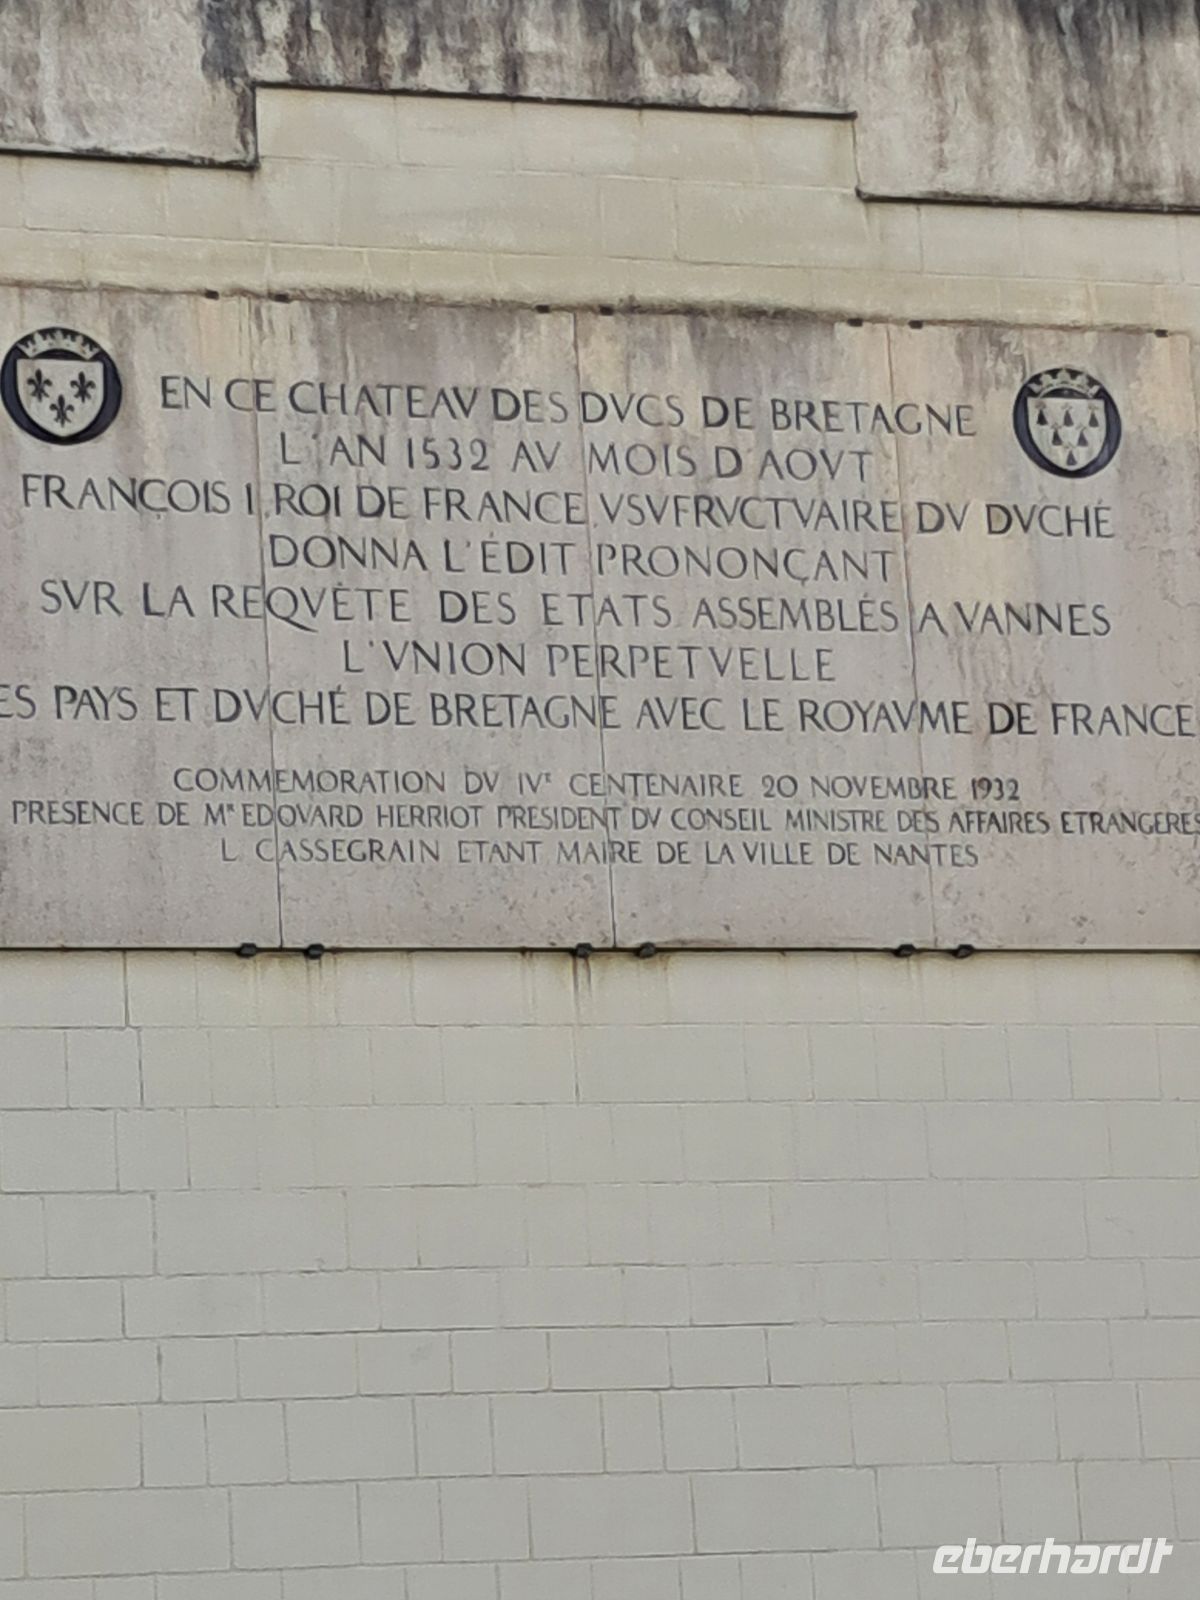 EN CE CHATEAV DES DVCS DE BRETAGNE
L'AN 1532 AV MOIS D'AOVT
FRANÇOIS I ROI DE FRANCE VSVFRVCTVAIRE DV DVCHÉ
DONNA L'ÉDIT PRONONÇANT
SVR LA REQVÊTE DES ETATS ASSEMBLÉS A VANNES
L'VNION PERPETVELLE
ES PAYS ET DVCHÉ DE BRETAGNE AVEC LE ROYAVME DE FRANCE
COMMEMORATION DV IVE CENTENAIRE 20 NOVEMBRE 1932
PRESENCE DE MR EDOVARD HERRIOT PRESIDENT DV CONSEIL MINISTRE DES AFFAIRES ETRANGERES
L CASSEGRAIN ETANT MAIRE DE LA VILLE DE NANTES
eberhardt